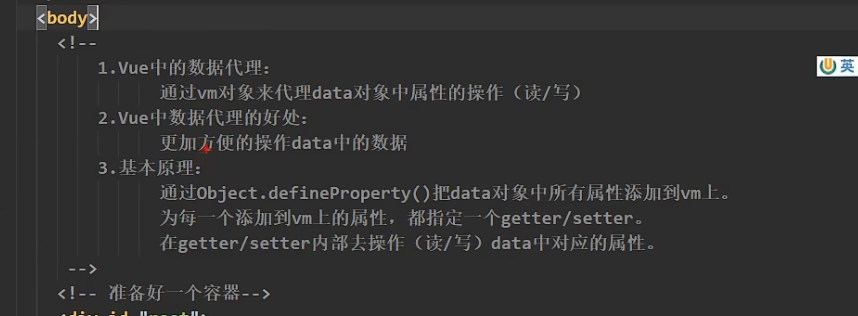 <body>
<!--
1.Vue中的数据代理：
通过vm对象来代理data对象中属性的操作（读/写）
2.Vue中数据代理的好处：
更加方便的操作data中的数据
3.基本原理：
通过Object.defineProperty()把data对象中所有属性添加到vm上。
为每一个添加到vm上的属性，都指定一个getter/setter。
在getter/setter内部去操作（读/写）data中对应的属性。
-->
<!-- 准备好一个容器-->
英